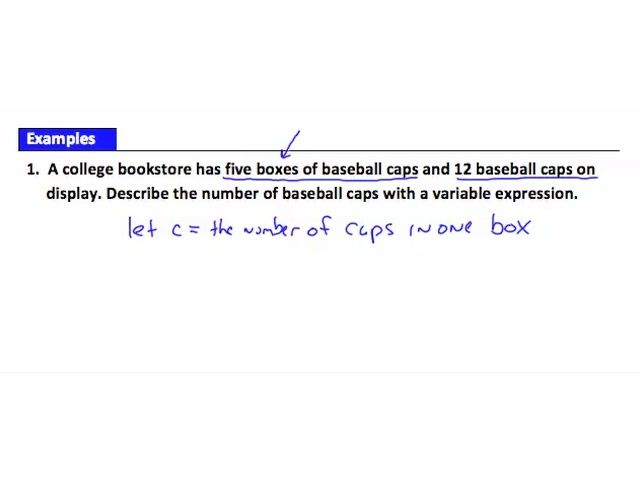 Examples
1. A college bookstore has five boxes of baseball caps and 12 baseball caps on
display. Describe the number of baseball caps with a variable expression.
let c = the number of caps in one box